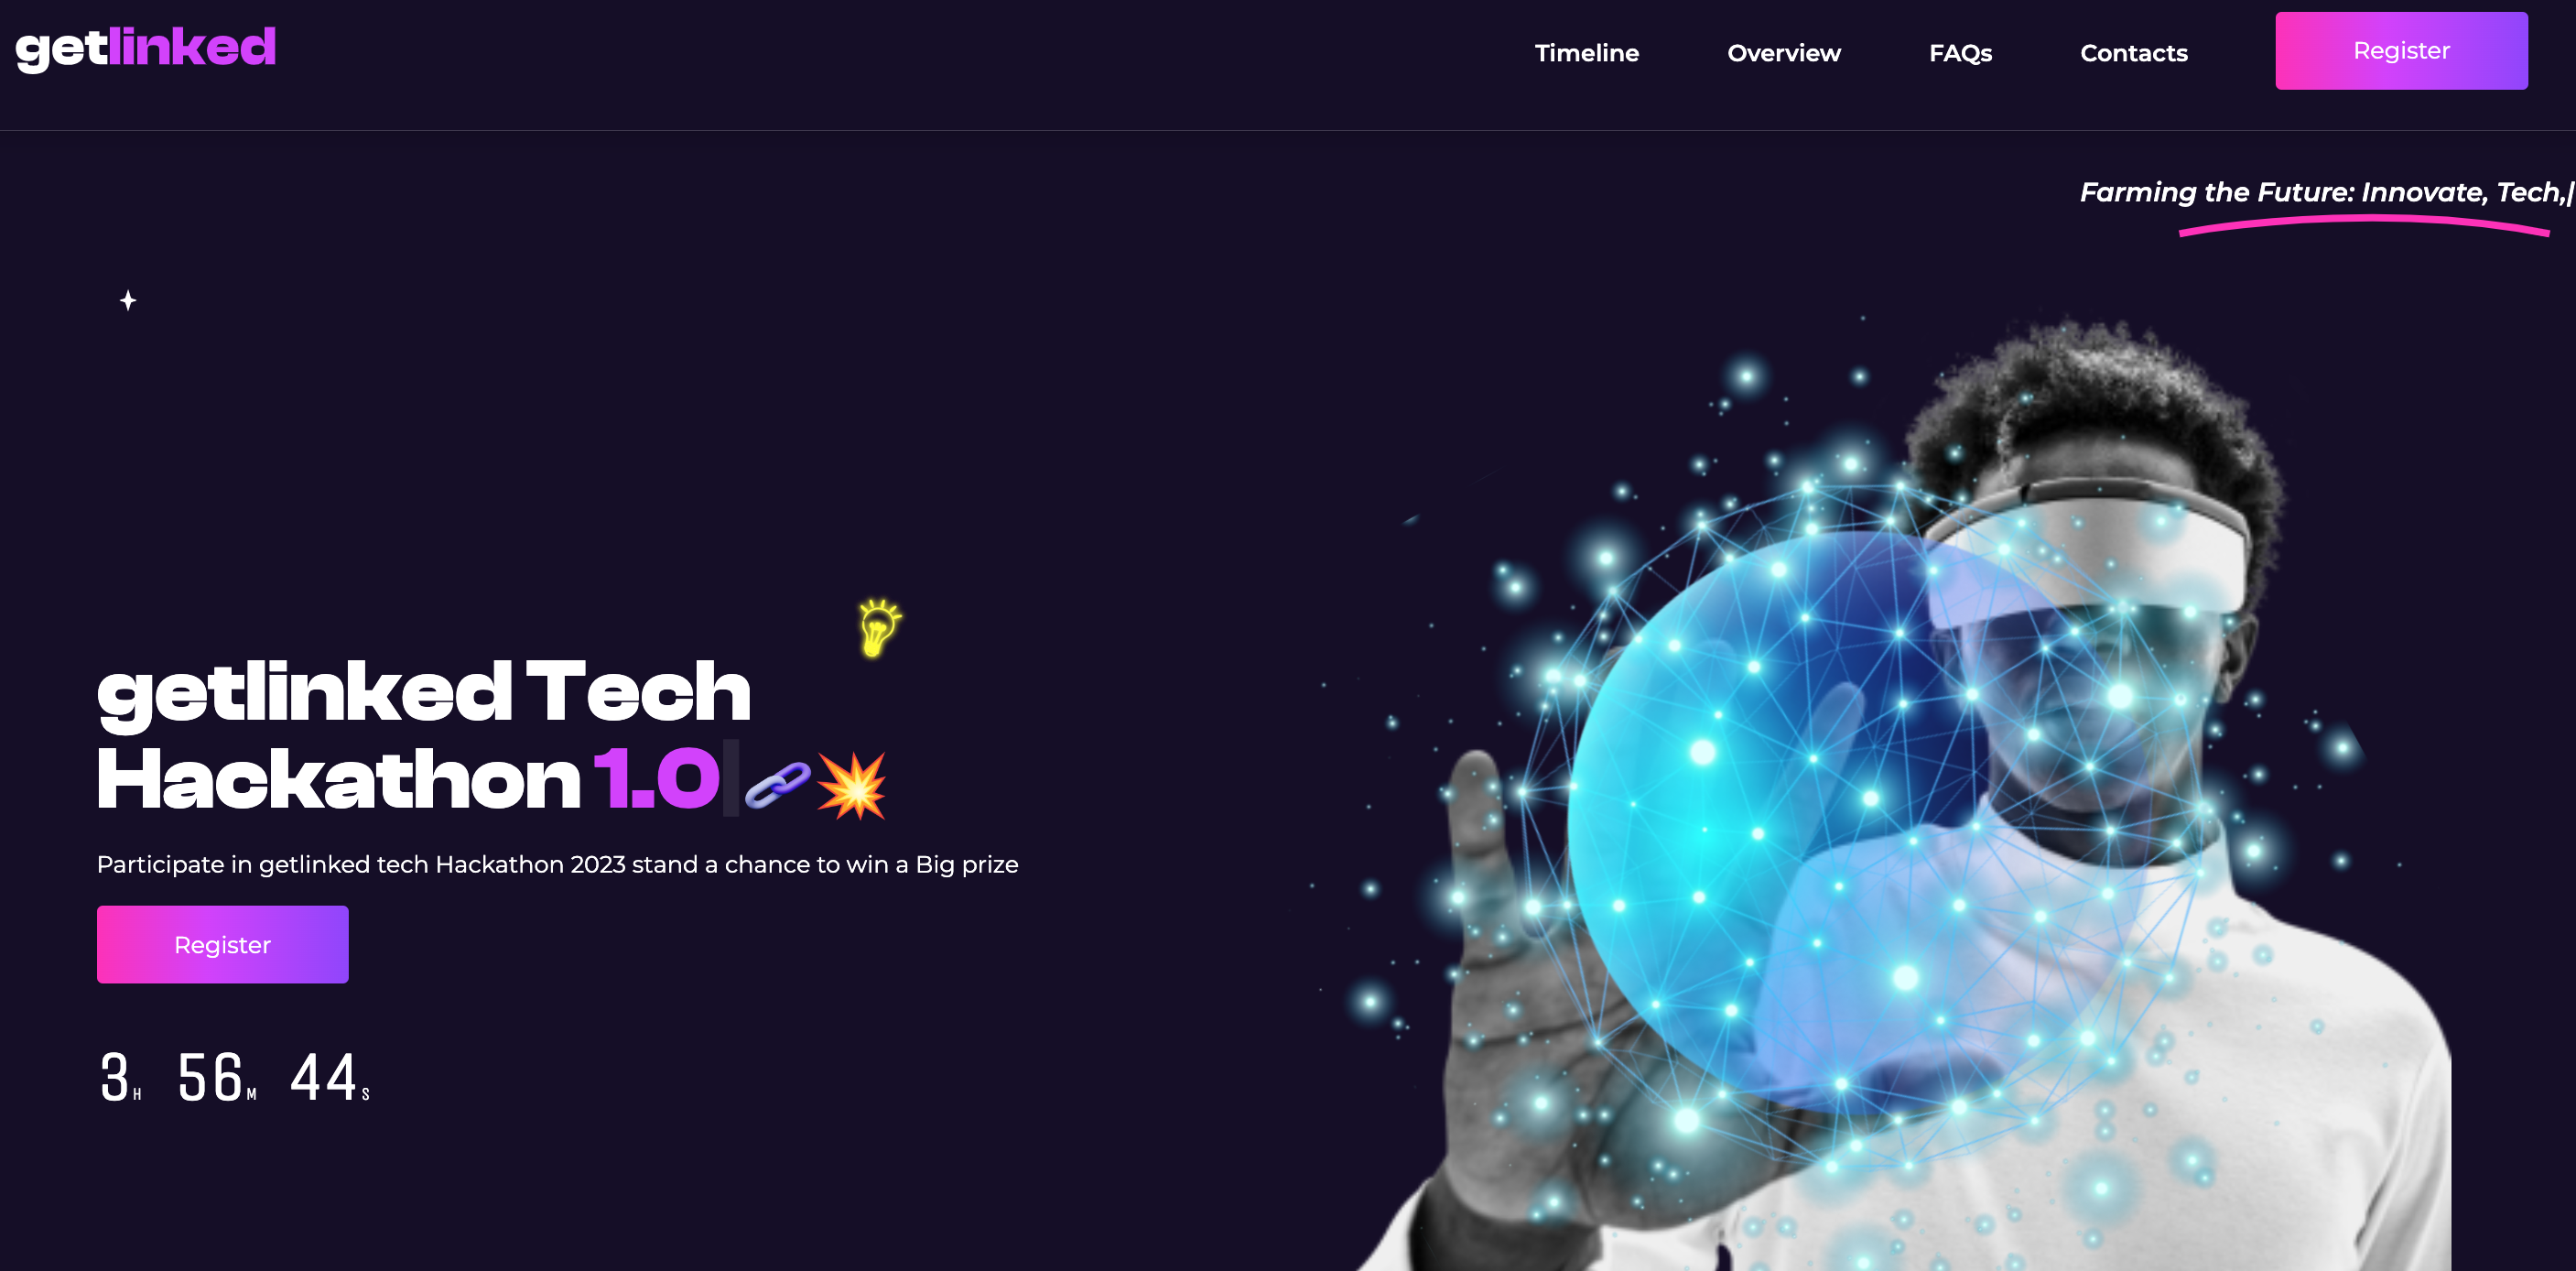 getlinked
Timeline Overview FAQs Contacts Register
Farming the Future: Innovate, Tech,|
getlinked Tech
Hackathon 1.0🔗💥
Participate in getlinked tech Hackathon 2023 stand a chance to win a Big prize
Register
3H 56M 44S